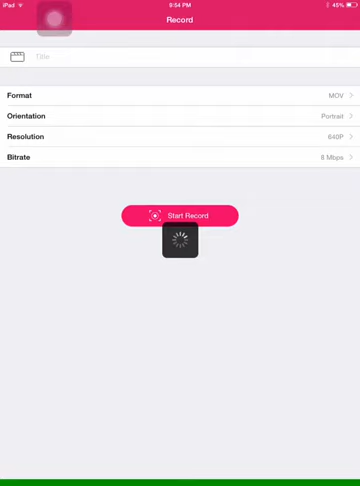 iPad 9:54 PM 45%
Record
Title
Format MOV
Orientation Portrait
Resolution 640P
Bitrate 8 Mbps
Start Record